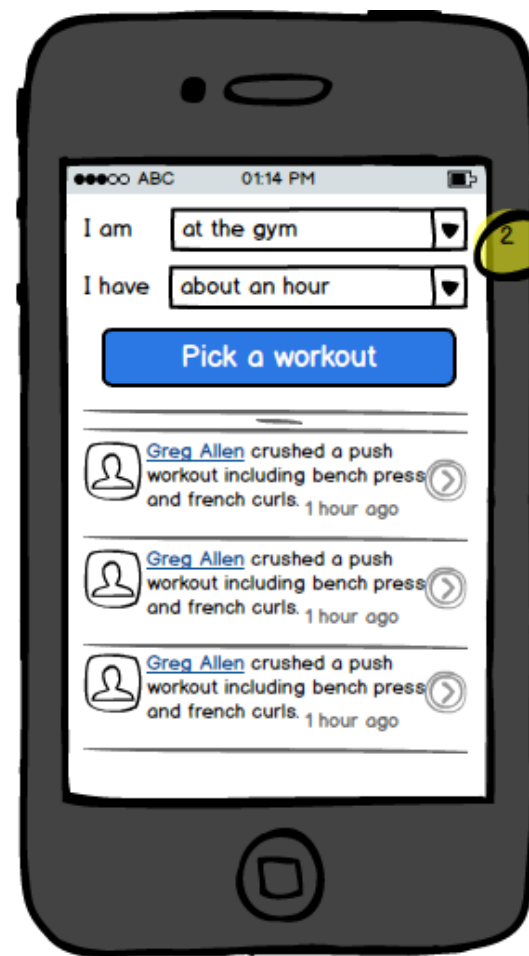 ABC 01:14 PM
I am at the gym
2
I have about an hour
Pick a workout
Greg Allen crushed a push
workout including bench press
and french curls. 1 hour ago
Greg Allen crushed a push
workout including bench press
and french curls. 1 hour ago
Greg Allen crushed a push
workout including bench press
and french curls. 1 hour ago